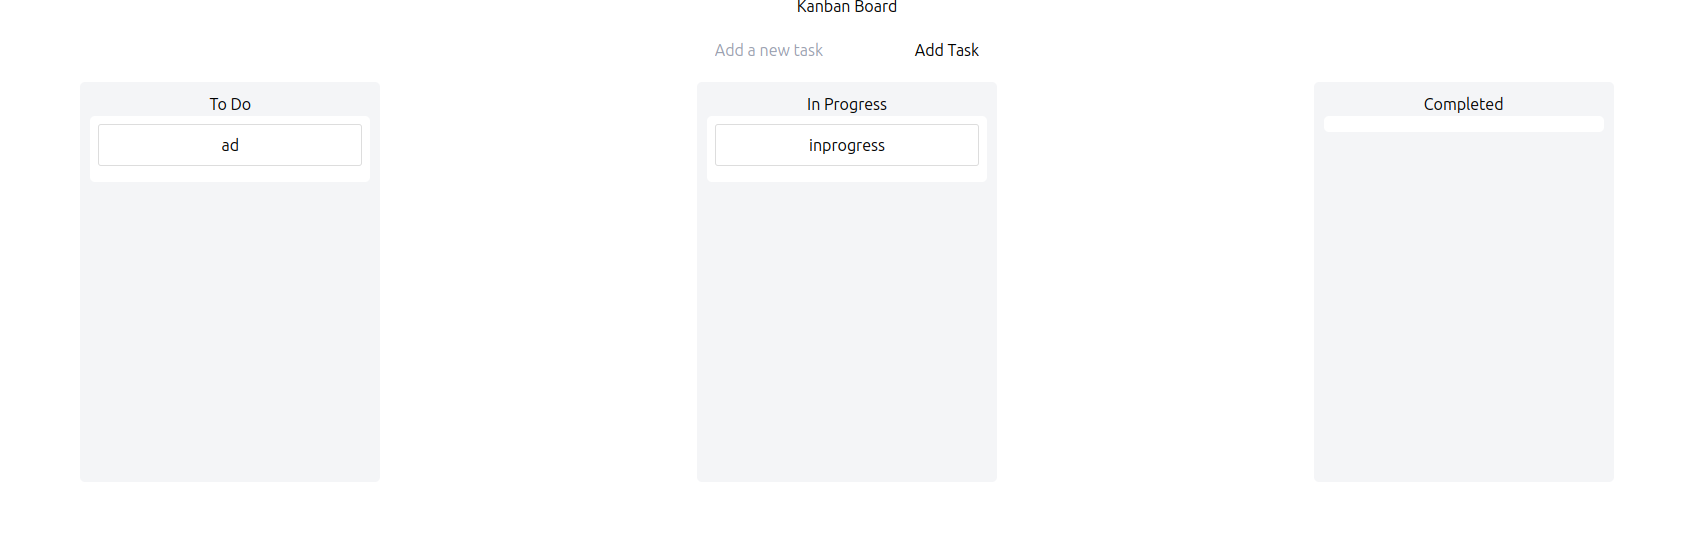 Kanban Board
Add a new task
Add Task
To Do
ad
In Progress
inprogress
Completed